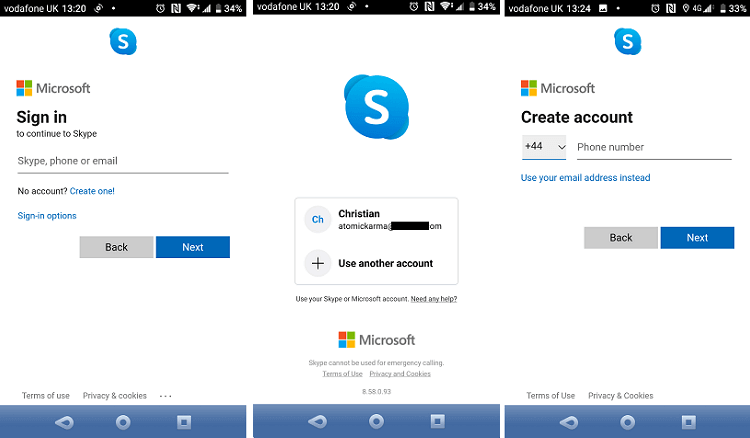 vodafone UK 13:20 34%
S
Microsoft
Sign in
to continue to Skype
Skype, phone or email
No account? Create one!
Sign-in options
Back Next
Terms of use Privacy & cookies ...
vodafone UK 13:20 34%
S
Ch Christian
atomickarma@ om
+ Use another account
Use your Skype or Microsoft account. Need any help?
Microsoft
Skype cannot be used for emergency calling.
Terms of Use Privacy and Cookies
8.58.0.93
vodafone UK 13:24 4G 33%
S
Microsoft
Create account
+44 Phone number
Use your email address instead
Back Next
Terms of Use Privacy & Cookies